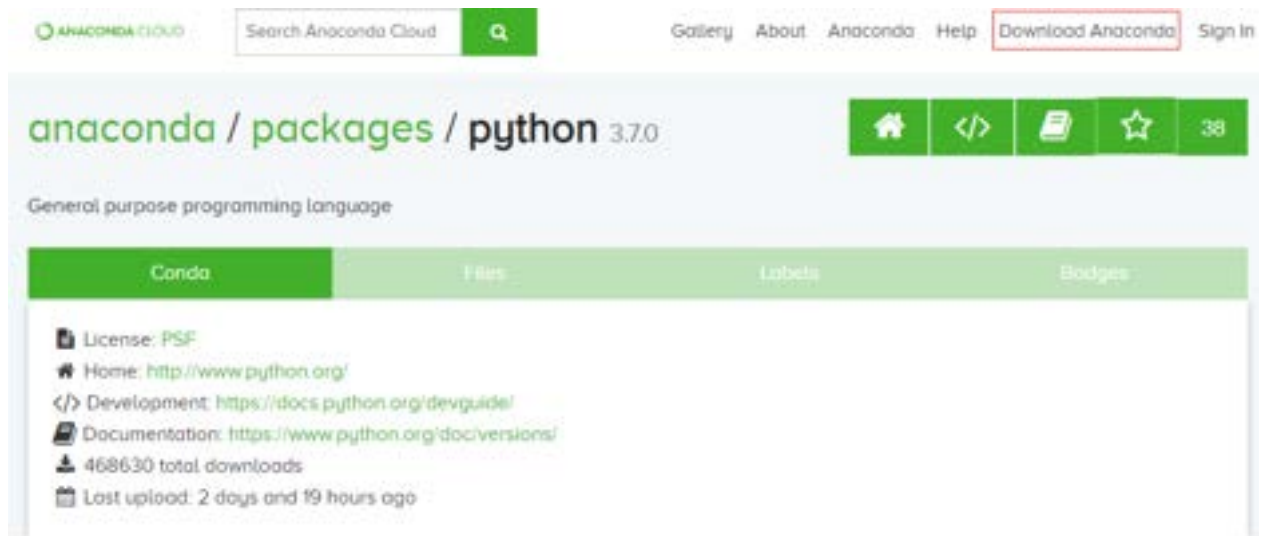 ANACONDA CLOUD
Search Anaconda Cloud
Gallery About Anaconda Help Download Anaconda Sign In
anaconda / packages / python 3.7.0
38
General purpose programming language
Conda Files Labels Badges
License: PSF
Home: http://www.python.org/
</> Development: https://docs.python.org/devguide/
Documentation: https://www.python.org/doc/versions/
468630 total downloads
Last upload: 2 days and 19 hours ago